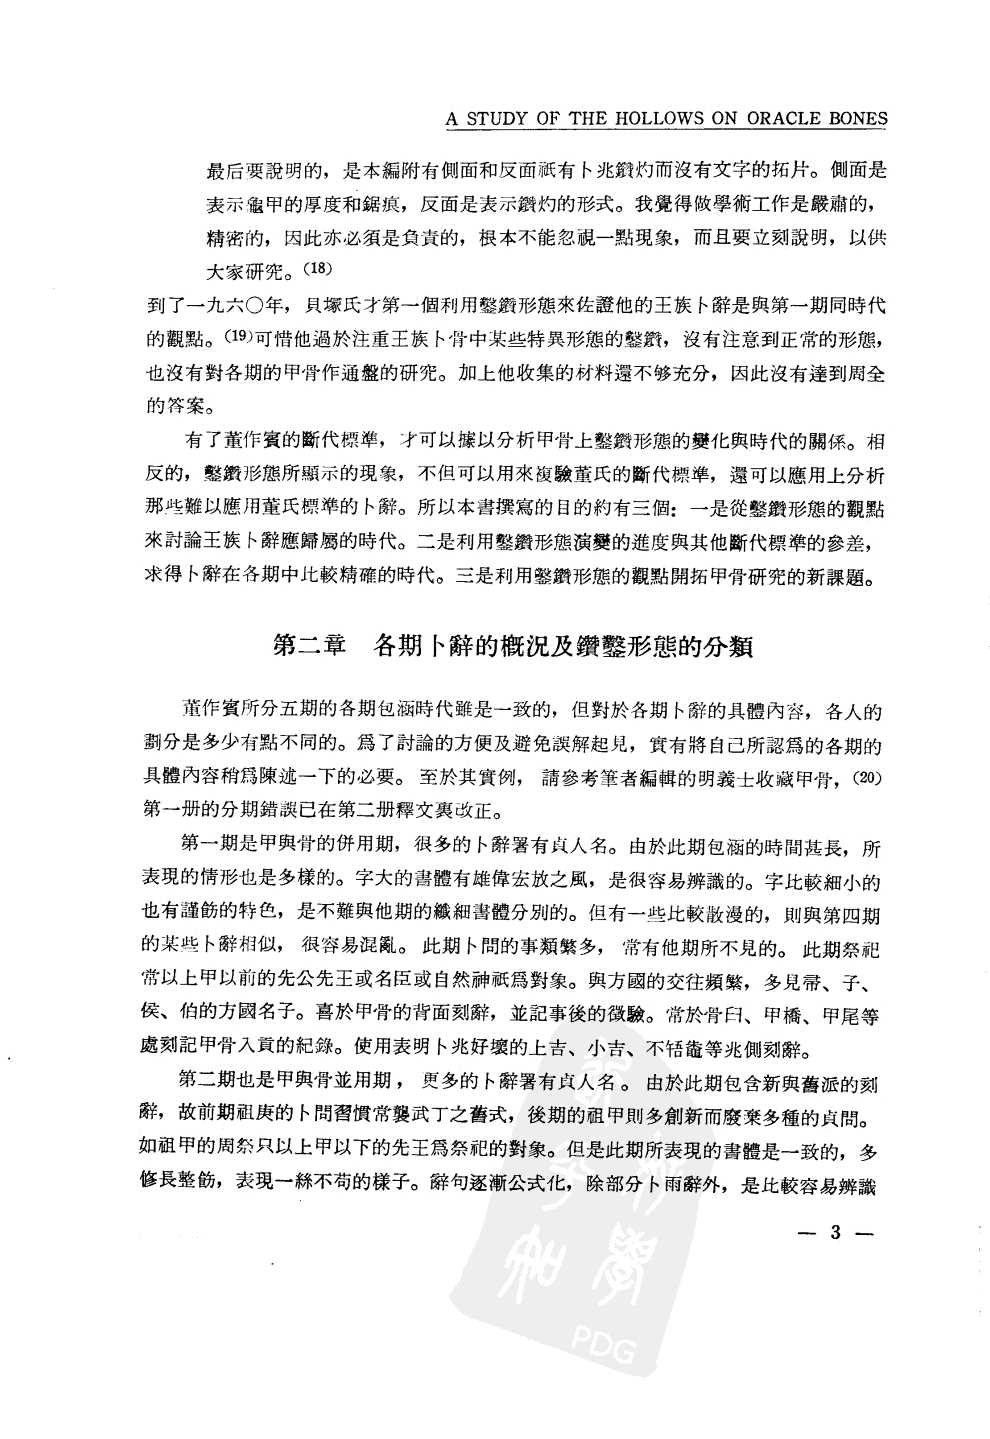 A STUDY OF THE HOLLOWS ON ORACLE BONES
最后要說明的，是本編附有側面和反面祇有卜兆鑽灼而沒有文字的拓片。側面是
表示龜甲的厚度和鋸痕，反面是表示鑽灼的形式。我覺得做學術工作是嚴肅的，
精密的，因此亦必須是負責的，根本不能忽視一點現象，而且要立刻說明，以供
大家研究。(18)
到了一九六〇年，貝塚氏才第一個利用鑿鑽形態來佐證他的王族卜辭是與第一期同時代
的觀點。(19)可惜他過於注重王族卜骨中某些特異形態的鑿鑽，沒有注意到正常的形態，
也沒有對各期的甲骨作通盤的研究。加上他收集的材料還不够充分，因此沒有達到周全
的答案。
有了董作賓的斷代標準，才可以據以分析甲骨上鑿鑽形態的變化與時代的關係。相
反的，鑿鑽形態所顯示的現象，不但可以用來複驗董氏的斷代標準，還可以應用上分析
那些難以應用董氏標準的卜辭。所以本書撰寫的目的約有三個：一是從鑿鑽形態的觀點
來討論王族卜辭應歸屬的時代。二是利用鑿鑽形態演變的進度與其他斷代標準的參差，
求得卜辭在各期中比較精確的時代。三是利用鑿鑽形態的觀點開拓甲骨研究的新課題。
第二章　各期卜辭的概況及鑽鑿形態的分類
董作賓所分五期的各期包涵時代雖是一致的，但對於各期卜辭的具體內容，各人的
劃分是多少有點不同的。爲了討論的方便及避免誤解起見，實有將自己所認爲的各期的
具體內容稍爲陳述一下的必要。至於其實例，請參考筆者編輯的明義士收藏甲骨，(20)
第一册的分期錯誤已在第二册釋文裏改正。
第一期是甲與骨的併用期，很多的卜辭署有貞人名。由於此期包涵的時間甚長，所
表現的情形也是多樣的。字大的書體有雄偉宏放之風，是很容易辨識的。字比較細小的
也有謹飭的特色，是不難與他期的纖細書體分別的。但有一些比較散漫的，則與第四期
的某些卜辭相似，很容易混亂。此期卜問的事類繁多，常有他期所不見的。此期祭祀
常以上甲以前的先公先王或名臣或自然神祇爲對象。與方國的交往頻繁，多見帚、子、
侯、伯的方國名子。喜於甲骨的背面刻辭，並記事後的徵驗。常於骨臼、甲橋、甲尾等
處刻記甲骨入貢的紀錄。使用表明卜兆好壞的上吉、小吉、不𢘓黽等兆側刻辭。
第二期也是甲與骨並用期，更多的卜辭署有貞人名。由於此期包含新與舊派的刻
辭，故前期祖庚的卜問習慣常襲武丁之舊式，後期的祖甲則多創新而廢棄多種的貞問。
如祖甲的周祭只以上甲以下的先王爲祭祀的對象。但是此期所表現的書體是一致的，多
修長整飭，表現一絲不苟的樣子。辭句逐漸公式化，除部分卜雨辭外，是比較容易辨識
— 3 —
PDG